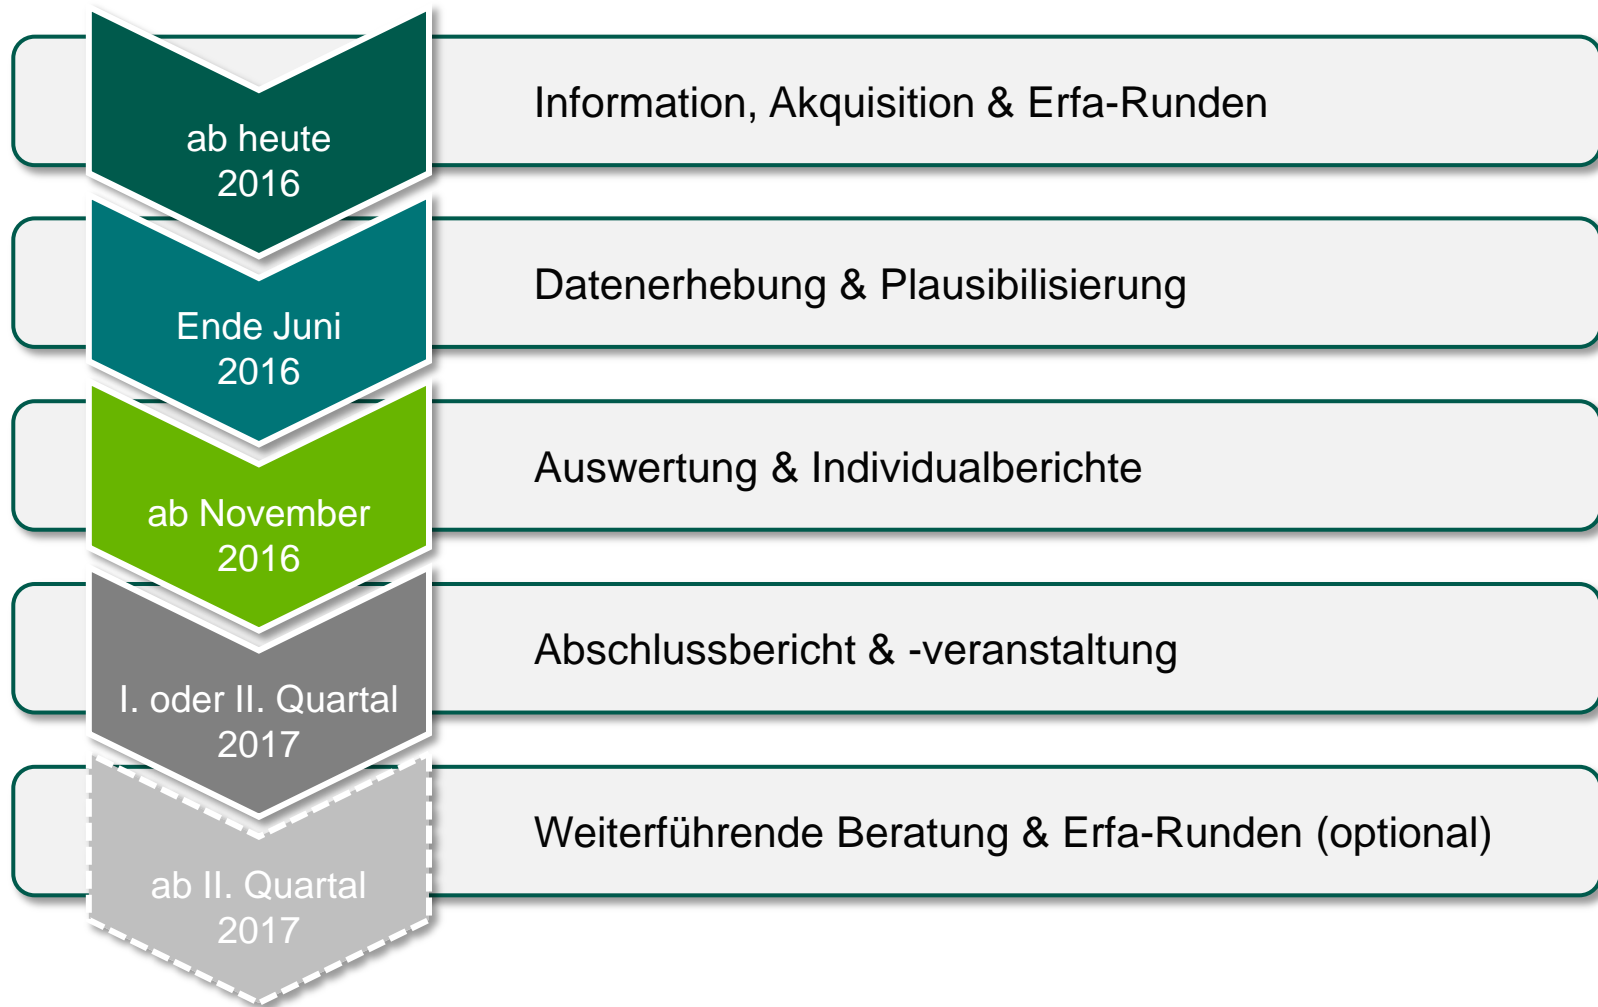 ab heute
2016
Information, Akquisition & Erfa-Runden
Ende Juni
2016
Datenerhebung & Plausibilisierung
ab November
2016
Auswertung & Individualberichte
I. oder II. Quartal
2017
Abschlussbericht & -veranstaltung
ab II. Quartal
2017
Weiterführende Beratung & Erfa-Runden (optional)